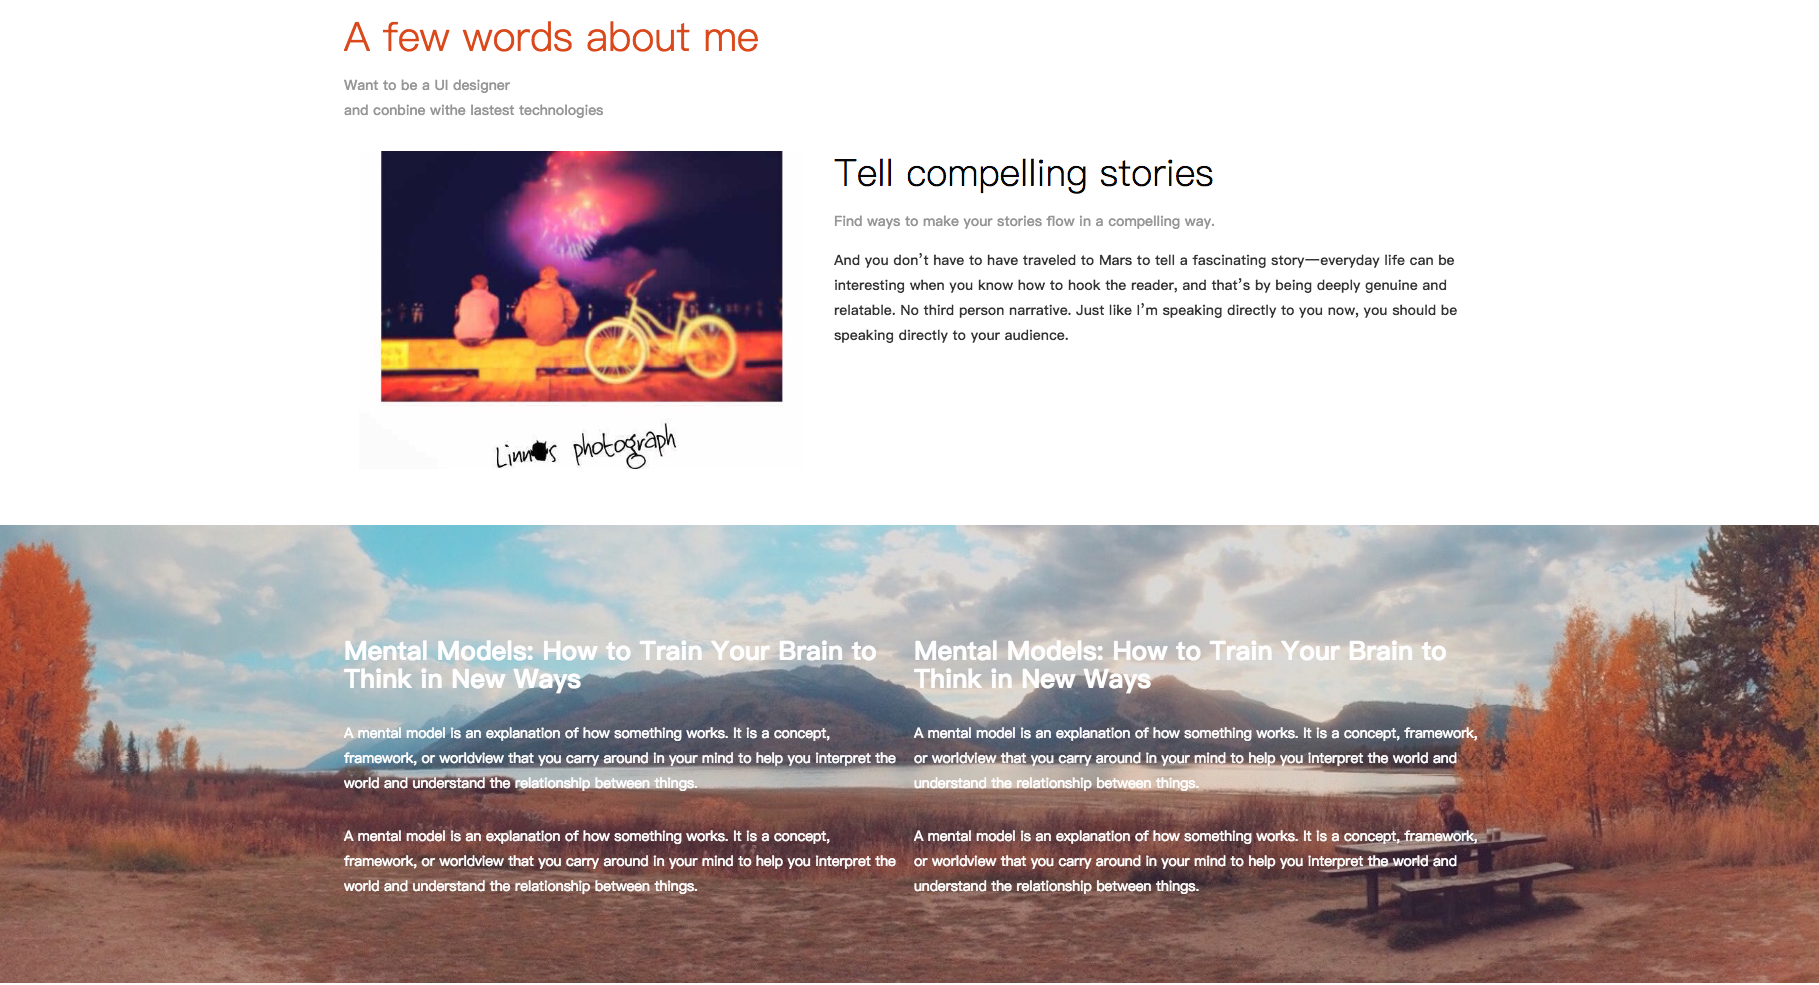 A few words about me
Want to be a UI designer
and conbine withe lastest technologies
Tell compelling stories
Find ways to make your stories flow in a compelling way.
And you don’t have to have traveled to Mars to tell a fascinating story—everyday life can be
interesting when you know how to hook the reader, and that’s by being deeply genuine and
relatable. No third person narrative. Just like I’m speaking directly to you now, you should be
speaking directly to your audience.
photograph
Mental Models: How to Train Your Brain to
Think in New Ways
A mental model is an explanation of how something works. It is a concept,
framework, or worldview that you carry around in your mind to help you interpret the
world and understand the relationship between things.
A mental model is an explanation of how something works. It is a concept,
framework, or worldview that you carry around in your mind to help you interpret the
world and understand the relationship between things.
Mental Models: How to Train Your Brain to
Think in New Ways
A mental model is an explanation of how something works. It is a concept, framework,
or worldview that you carry around in your mind to help you interpret the world and
understand the relationship between things.
A mental model is an explanation of how something works. It is a concept, framework,
or worldview that you carry around in your mind to help you interpret the world and
understand the relationship between things.